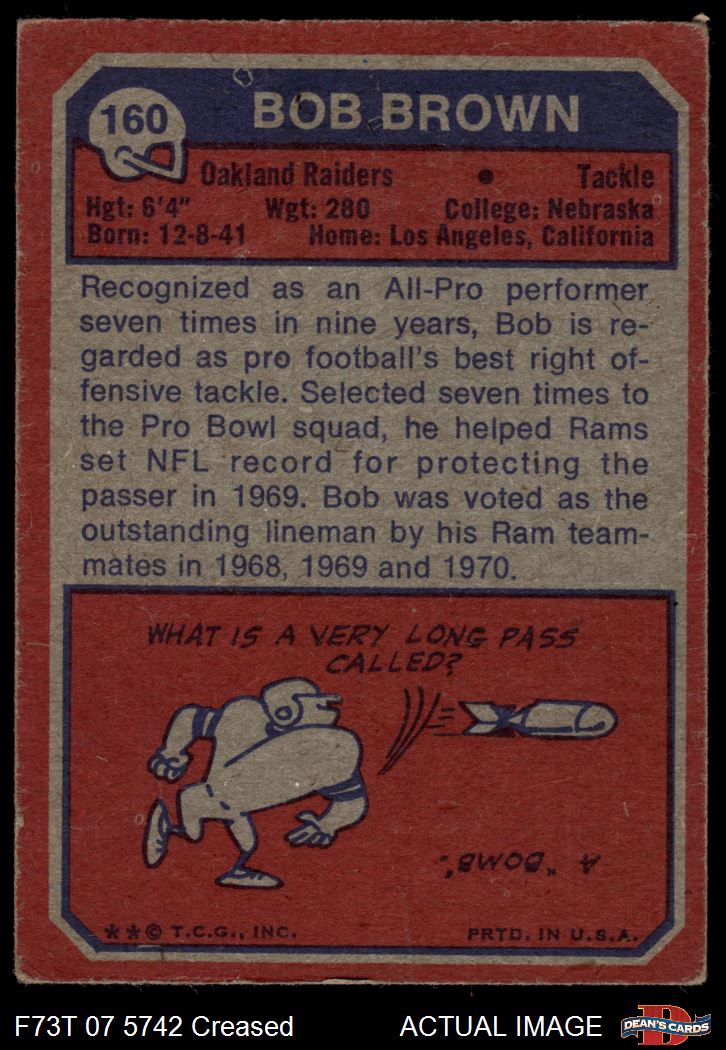 160
BOB BROWN
Oakland Raiders • Tackle
Hgt: 6'4" Wgt: 280 College: Nebraska
Born: 12-8-41 Home: Los Angeles, California
Recognized as an All-Pro performer
seven times in nine years, Bob is re-
garded as pro football's best right of-
fensive tackle. Selected seven times to
the Pro Bowl squad, he helped Rams
set NFL record for protecting the
passer in 1969. Bob was voted as the
outstanding lineman by his Ram team-
mates in 1968, 1969 and 1970.
WHAT IS A VERY LONG PASS
CALLED?
A "BOMB".
**© T.C.G., INC. PRTD. IN U.S.A.
F73T 07 5742 Creased ACTUAL IMAGE
D
DEAN'S CARDS